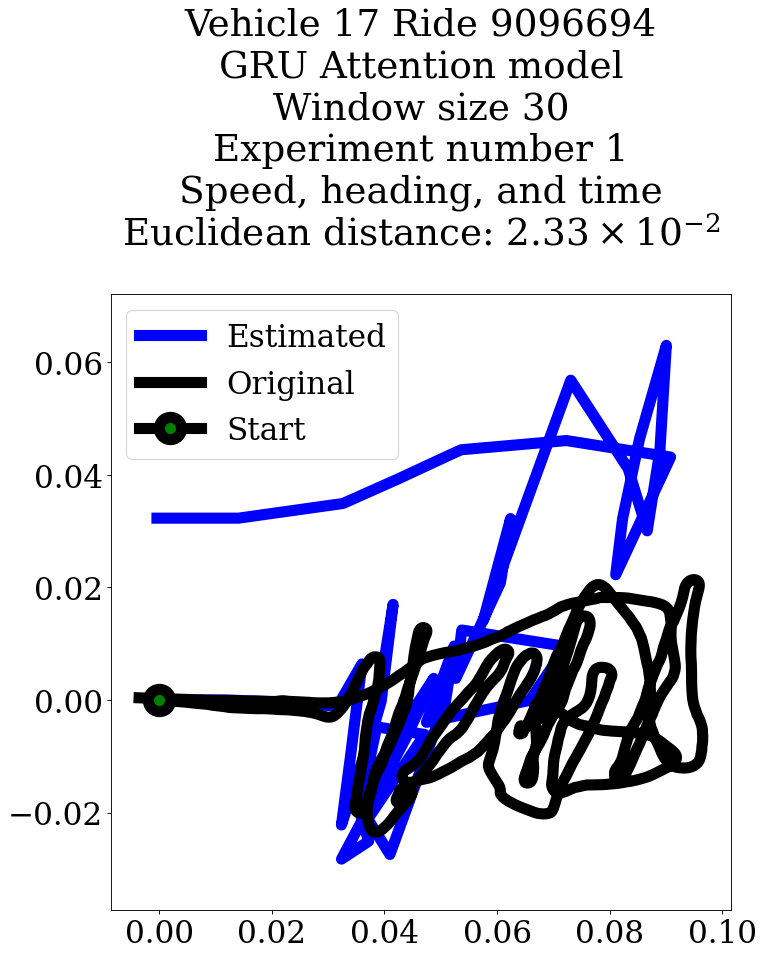 Vehicle 17 Ride 9096694
GRU Attention model
Window size 30
Experiment number 1
Speed, heading, and time
Euclidean distance: 2.33 × 10⁻²
Estimated
Original
Start
0.06
0.04
0.02
0.00
−0.02
0.00 0.02 0.04 0.06 0.08 0.10